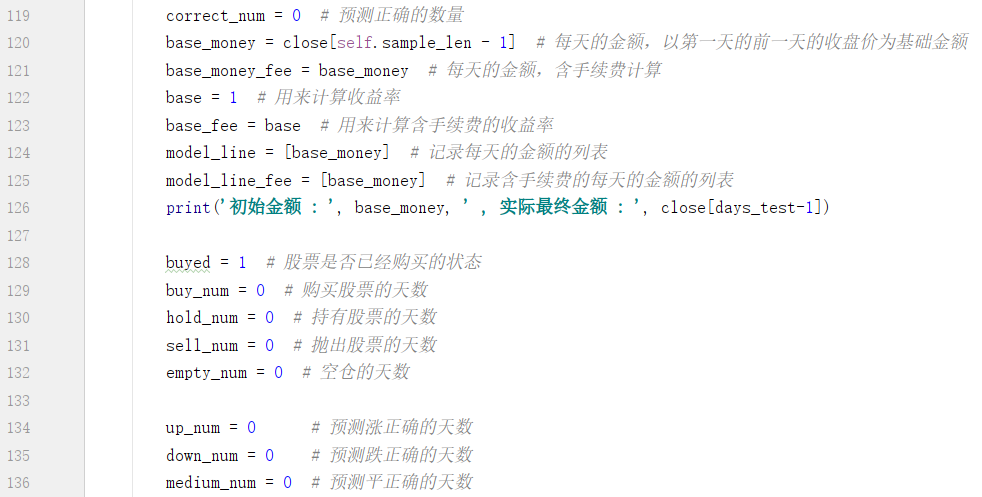 119 correct_num = 0  # 预测正确的数量
120 base_money = close[self.sample_len - 1]  # 每天的金额，以第一天的前一天的收盘价为基础金额
121 base_money_fee = base_money  # 每天的金额，含手续费计算
122 base = 1  # 用来计算收益率
123 base_fee = base  # 用来计算含手续费的收益率
124 model_line = [base_money]  # 记录每天的金额的列表
125 model_line_fee = [base_money]  # 记录含手续费的每天的金额的列表
126 print('初始金额 : ', base_money, ' , 实际最终金额 : ', close[days_test-1])
127
128 buyed = 1  # 股票是否已经购买的状态
129 buy_num = 0  # 购买股票的天数
130 hold_num = 0  # 持有股票的天数
131 sell_num = 0  # 抛出股票的天数
132 empty_num = 0  # 空仓的天数
133
134 up_num = 0      # 预测涨正确的天数
135 down_num = 0    # 预测跌正确的天数
136 medium_num = 0  # 预测平正确的天数